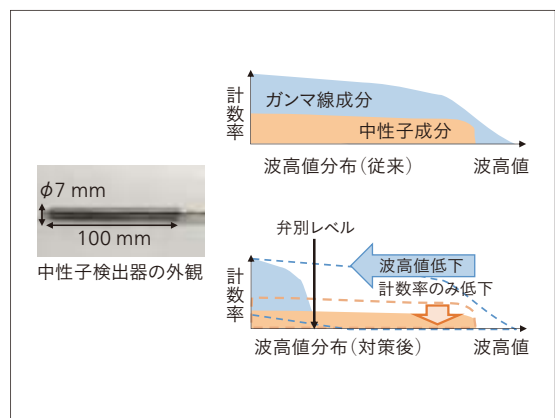 計数率
ガンマ線成分
中性子成分
波高値分布(従来)
波高値
φ7 mm
100 mm
中性子検出器の外観
弁別レベル
計数率
波高値低下
計数率のみ低下
波高値分布(対策後)
波高値